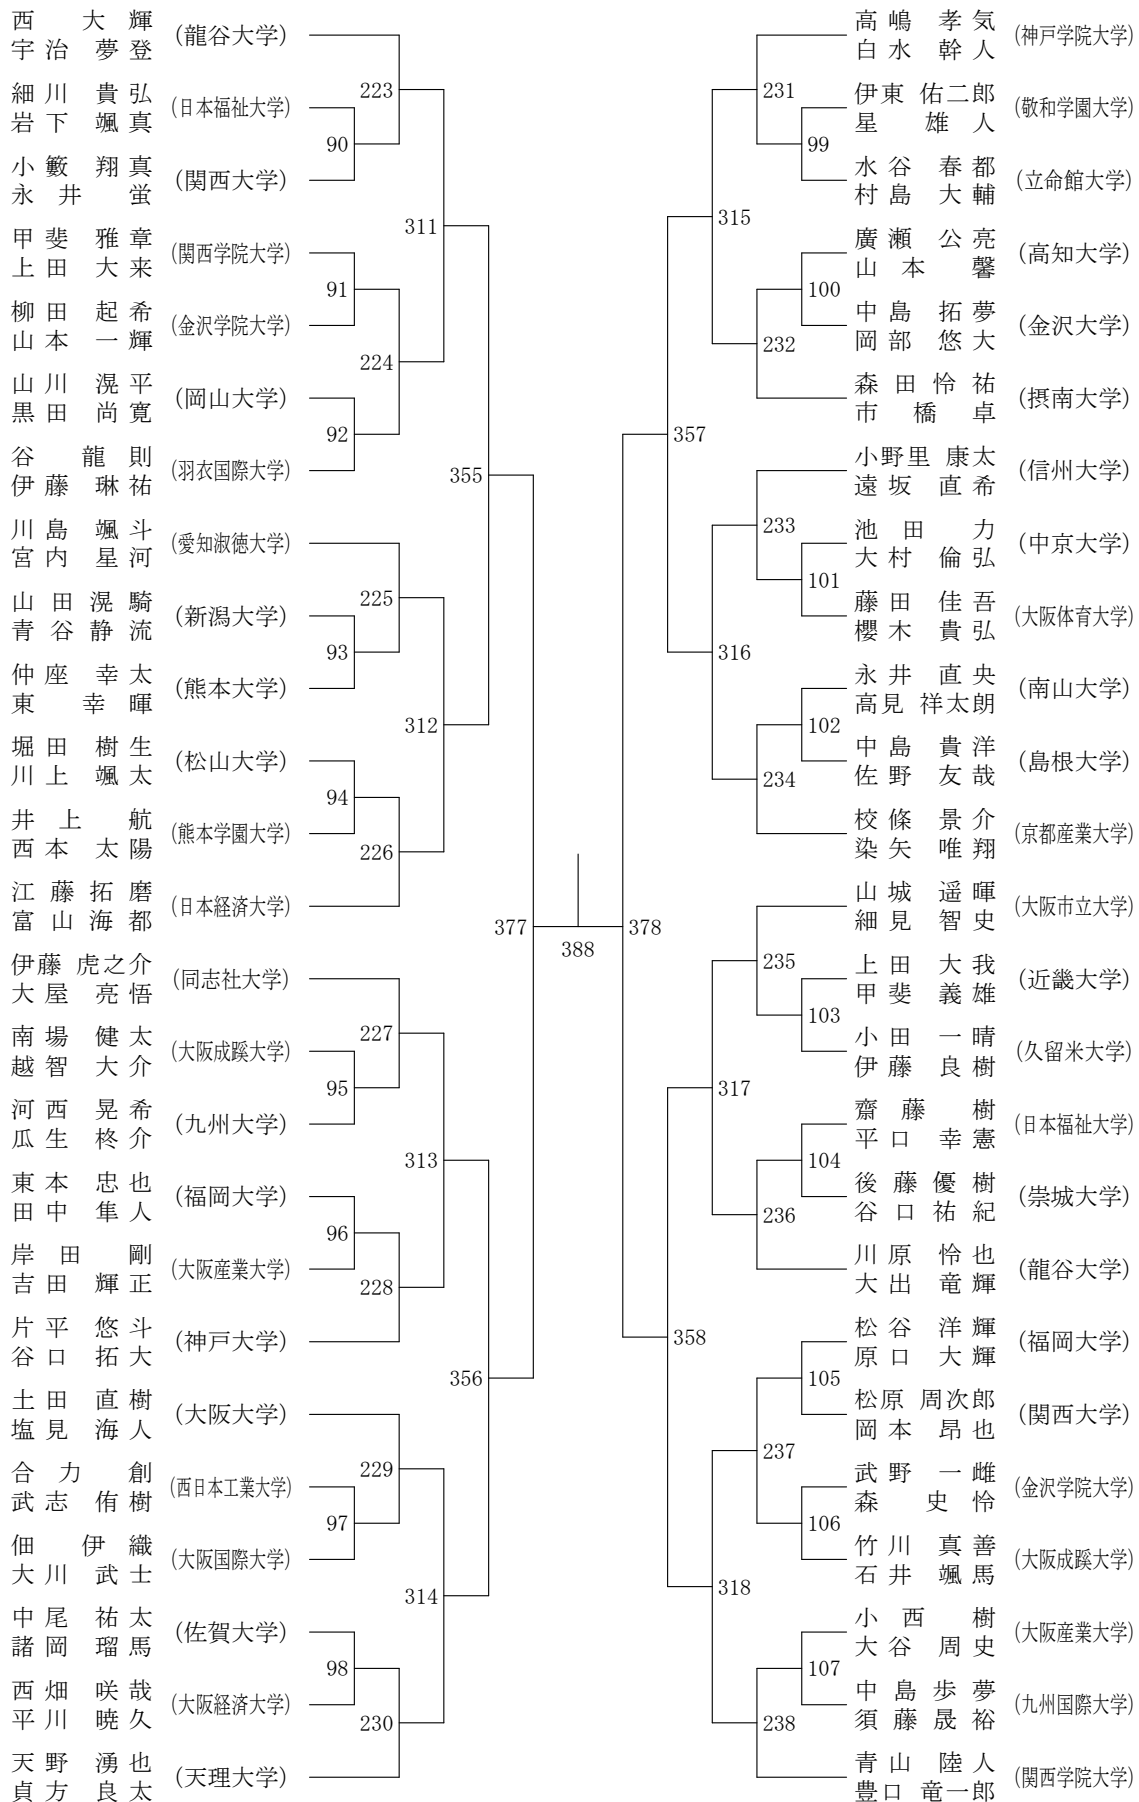 西 大 輝
宇 治 夢 登
(龍谷大学)
細 川 貴 弘
岩 下 颯 真
(日本福祉大学)
小 籔 翔 真
永 井 蛍
(関西大学)
甲 斐 雅 章
上 田 大 来
(関西学院大学)
柳 田 起 希
山 本 一 輝
(金沢学院大学)
山 川 滉 平
黒 田 尚 寛
(岡山大学)
谷 龍 則
伊 藤 琳 祐
(羽衣国際大学)
川 島 颯 斗
宮 内 星 河
(愛知淑徳大学)
山 田 滉 騎
青 谷 静 流
(新潟大学)
仲 座 幸 太
東 幸 暉
(熊本大学)
堀 田 樹 生
川 上 颯 太
(松山大学)
井 上 航
西 本 太 陽
(熊本学園大学)
江 藤 拓 磨
富 山 海 都
(日本経済大学)
伊藤 虎之介
大 屋 亮 悟
(同志社大学)
南 場 健 太
越 智 大 介
(大阪成蹊大学)
河 西 晃 希
瓜 生 柊 介
(九州大学)
東 本 忠 也
田 中 隼 人
(福岡大学)
岸 田 剛
吉 田 輝 正
(大阪産業大学)
片 平 悠 斗
谷 口 拓 大
(神戸大学)
土 田 直 樹
塩 見 海 人
(大阪大学)
合 力 創
武 志 侑 樹
(西日本工業大学)
佃 伊 織
大 川 武 士
(大阪国際大学)
中 尾 祐 太
諸 岡 瑠 馬
(佐賀大学)
西 畑 咲 哉
平 川 暁 久
(大阪経済大学)
天 野 湧 也
貞 方 良 太
(天理大学)
223
90
311
91
224
92
355
225
93
312
94
226
377
227
95
313
96
228
356
229
97
314
98
230
388
378
231
99
315
100
232
357
233
101
316
102
234
235
103
317
104
236
358
105
237
106
318
107
238
高 嶋 孝 気
白 水 幹 人
(神戸学院大学)
伊東 佑二郎
星 雄 人
(敬和学園大学)
水 谷 春 都
村 島 大 輔
(立命館大学)
廣 瀬 公 亮
山 本 馨
(高知大学)
中 島 拓 夢
岡 部 悠 大
(金沢大学)
森 田 怜 祐
市 橋 卓
(摂南大学)
小野里 康太
遠 坂 直 希
(信州大学)
池 田 力
大 村 倫 弘
(中京大学)
藤 田 佳 吾
櫻 木 貴 弘
(大阪体育大学)
永 井 直 央
高見 祥太朗
(南山大学)
中 島 貴 洋
佐 野 友 哉
(島根大学)
校 條 景 介
染 矢 唯 翔
(京都産業大学)
山 城 遥 暉
細 見 智 史
(大阪市立大学)
上 田 大 我
甲 斐 義 雄
(近畿大学)
小 田 一 晴
伊 藤 良 樹
(久留米大学)
齋 藤 樹
平 口 幸 憲
(日本福祉大学)
後 藤 優 樹
谷 口 祐 紀
(崇城大学)
川 原 怜 也
大 出 竜 輝
(龍谷大学)
松 谷 洋 輝
原 口 大 輝
(福岡大学)
松原 周次郎
岡 本 昂 也
(関西大学)
武 野 一 雌
森 史 怜
(金沢学院大学)
竹 川 真 善
石 井 颯 馬
(大阪成蹊大学)
小 西 樹
大 谷 周 史
(大阪産業大学)
中 島 歩 夢
須 藤 晟 裕
(九州国際大学)
青 山 陸 人
豊口 竜一郎
(関西学院大学)